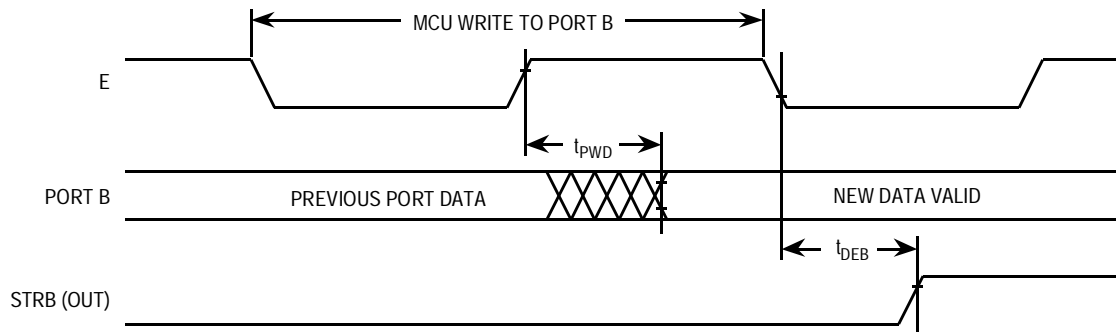 MCU WRITE TO PORT B
E
tPWD
PORT B
PREVIOUS PORT DATA
NEW DATA VALID
tDEB
STRB (OUT)